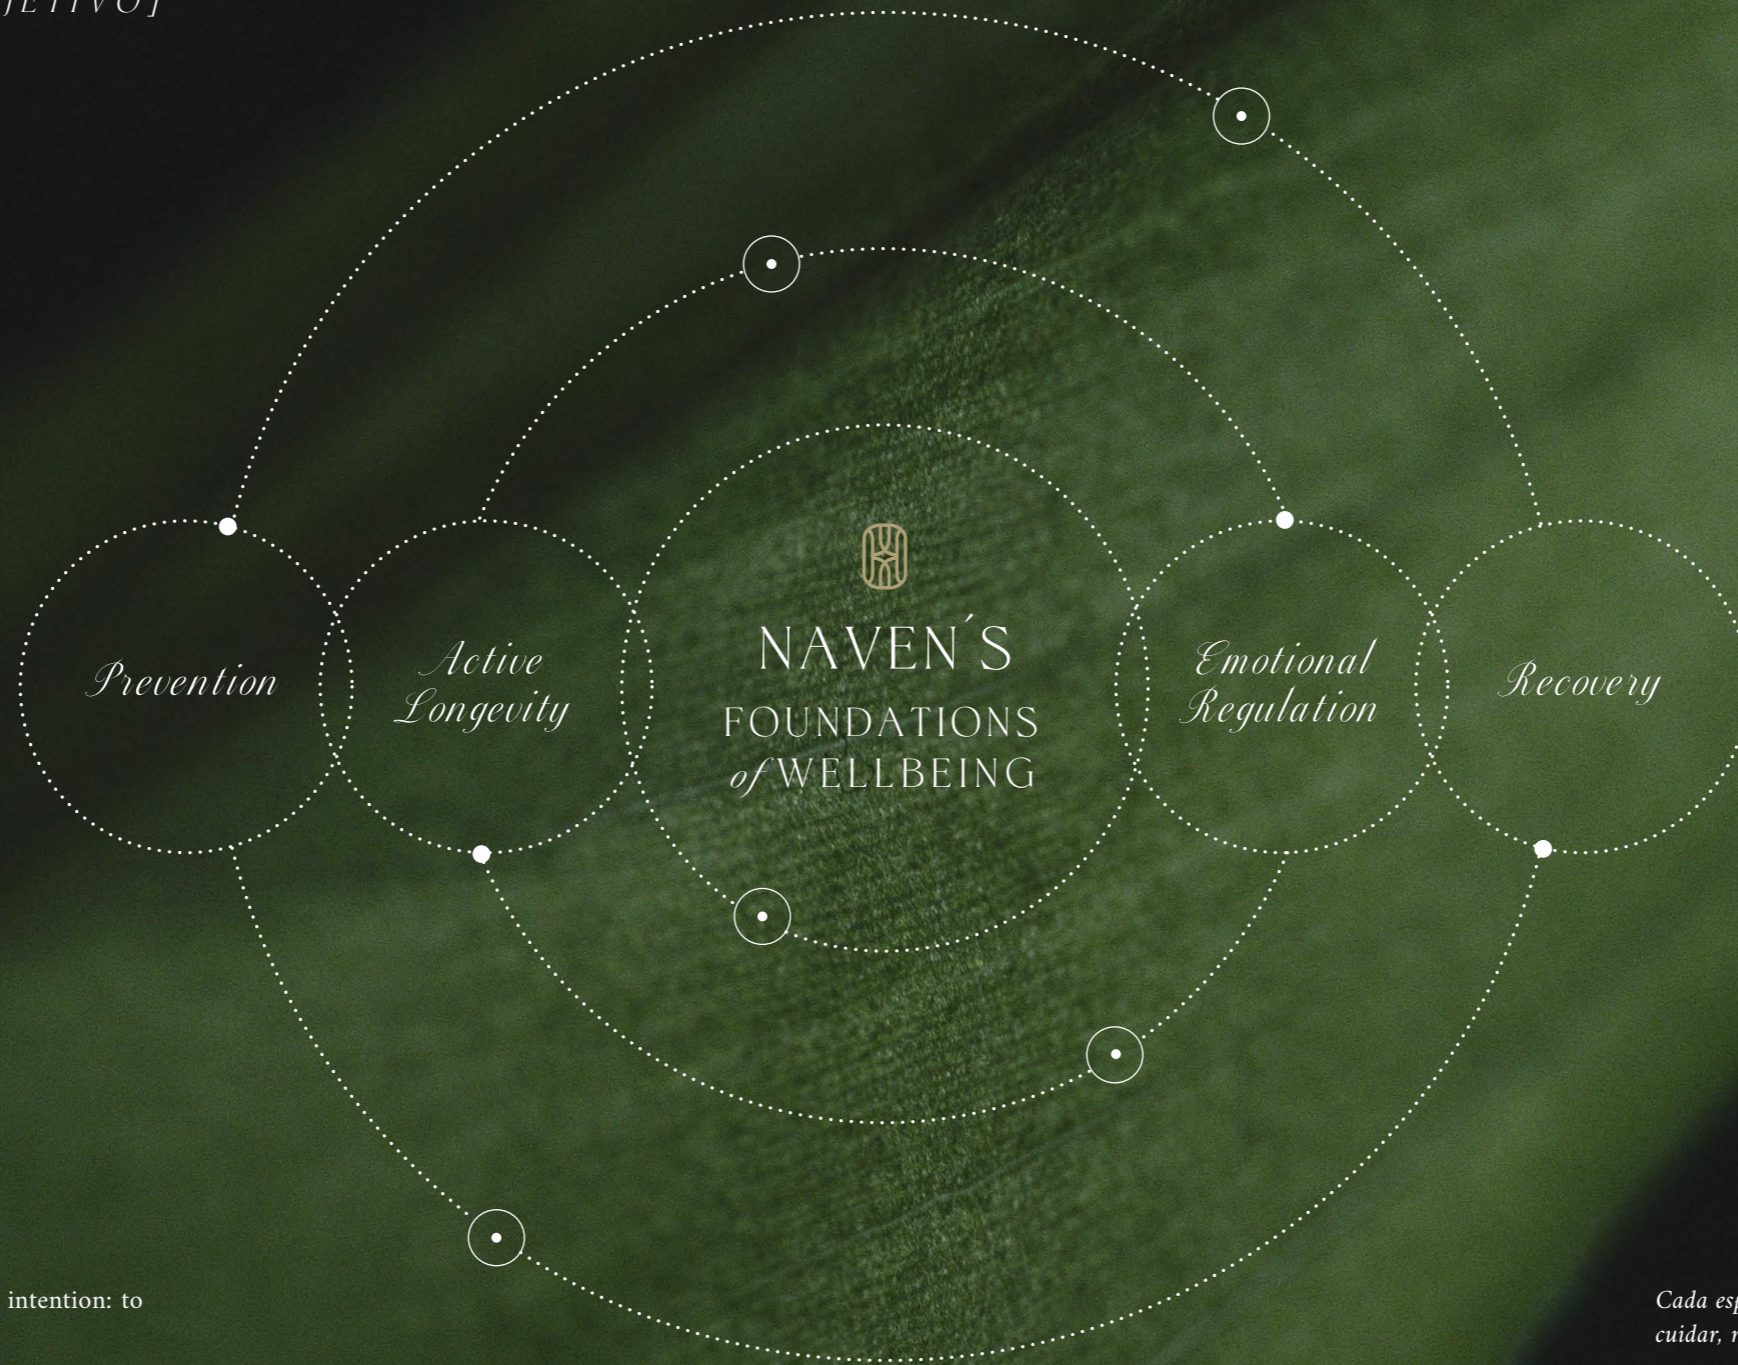 Prevention
Active
Longevity
NAVEN´S
FOUNDATIONS
of WELLBEING
Emotional
Regulation
Recovery
intention: to
Cada
cuidar,